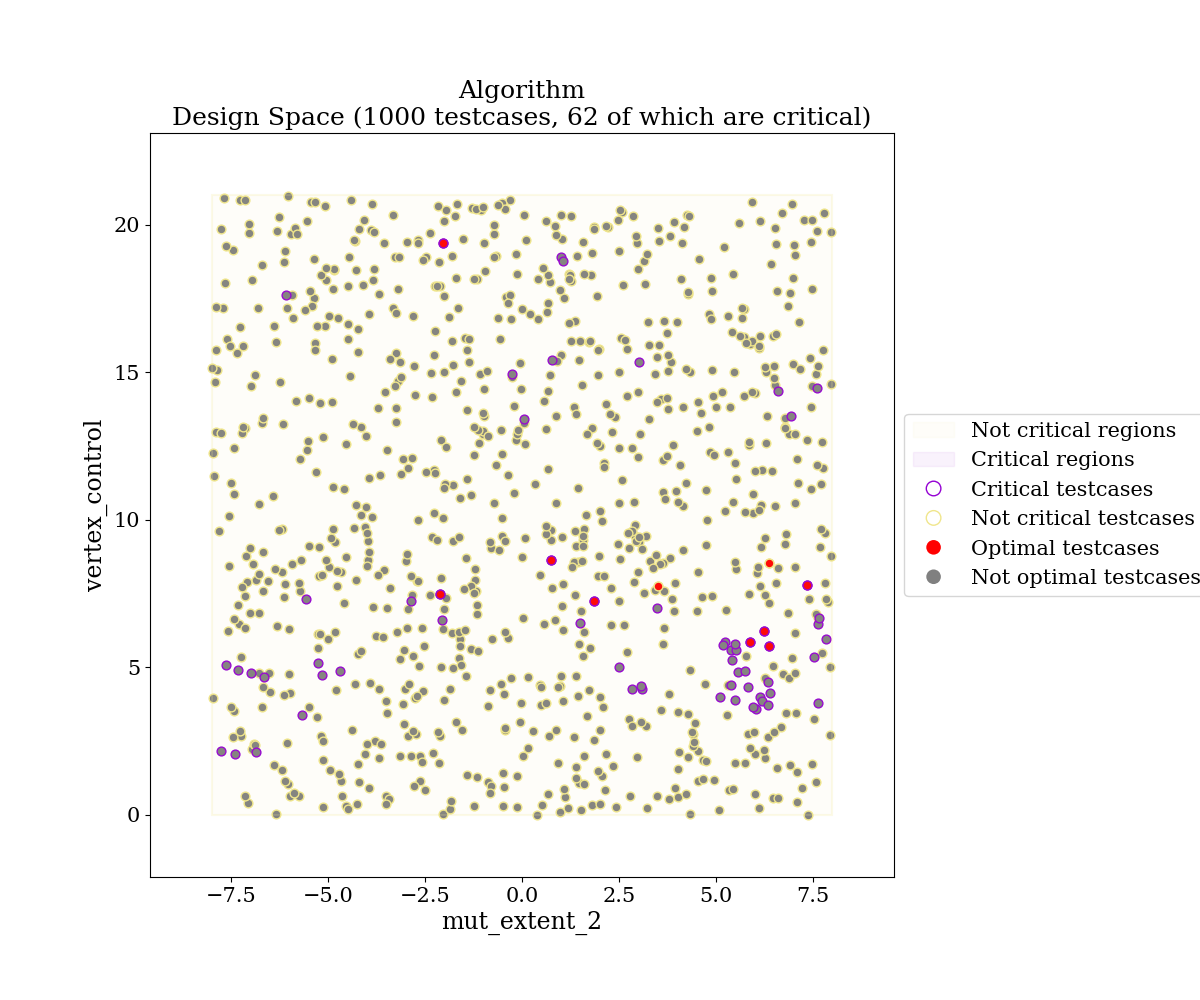 Algorithm
Design Space (1000 testcases, 62 of which are critical)
20
15
10
5
0
vertex_control
−7.5 −5.0 −2.5 0.0 2.5 5.0 7.5
mut_extent_2
Not critical regions
Critical regions
Critical testcases
Not critical testcases
Optimal testcases
Not optimal testcases